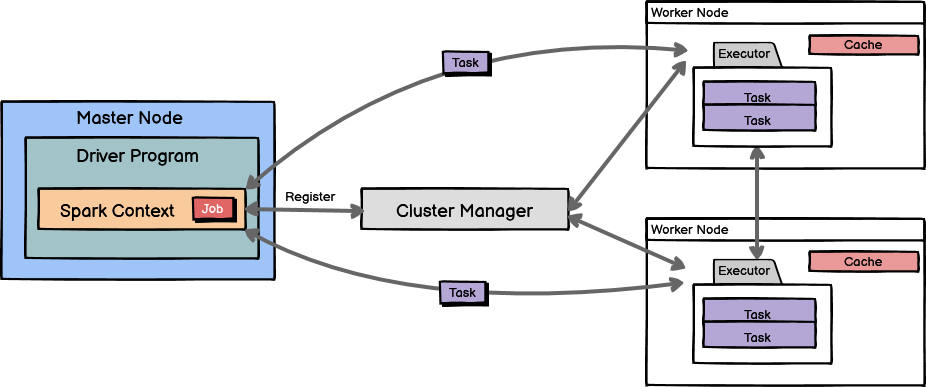 Master Node
Driver Program
Spark Context
Job
Register
Cluster Manager
Task
Task
Worker Node
Cache
Executor
Task
Task
Worker Node
Cache
Executor
Task
Task